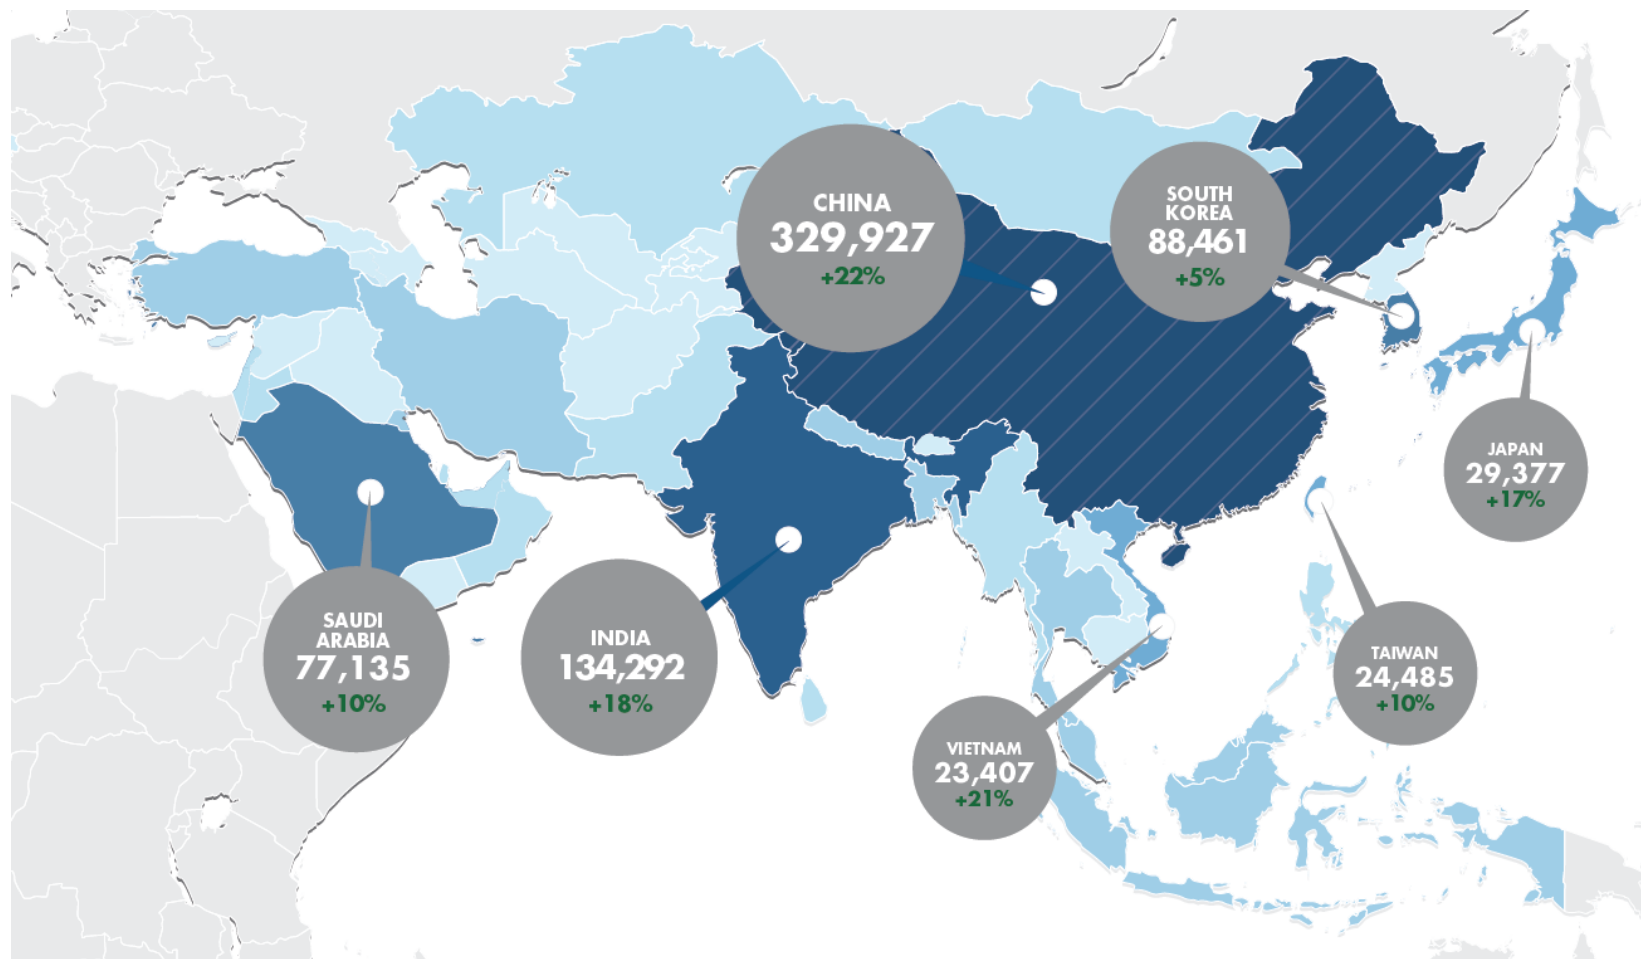 CHINA
329,927
+22%
SOUTH
KOREA
88,461
+5%
JAPAN
29,377
+17%
SAUDI
ARABIA
77,135
+10%
INDIA
134,292
+18%
TAIWAN
24,485
+10%
VIETNAM
23,407
+21%